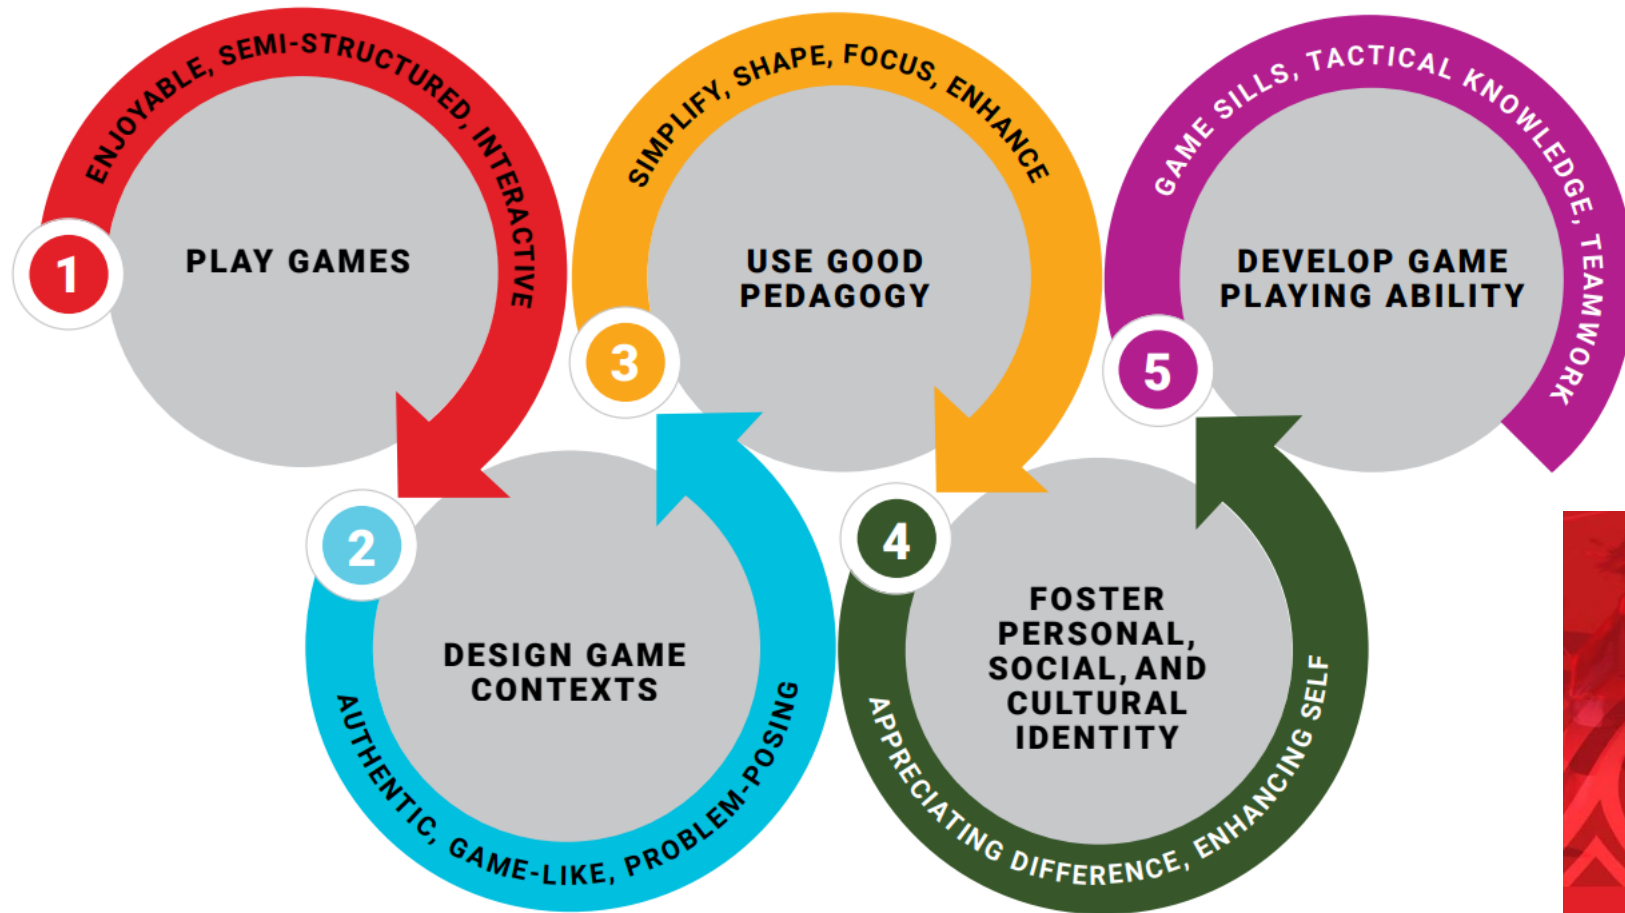 ENJOYABLE, SEMI-STRUCTURED, INTERACTIVE
1
PLAY GAMES
2
DESIGN GAME
CONTEXTS
AUTHENTIC, GAME-LIKE, PROBLEM-POSING
SIMPLIFY, SHAPE, FOCUS, ENHANCE
3
USE GOOD
PEDAGOGY
4
FOSTER
PERSONAL,
SOCIAL, AND
CULTURAL
IDENTITY
APPRECIATING DIFFERENCE, ENHANCING SELF
GAME SILLS, TACTICAL KNOWLEDGE, TEAMWORK
5
DEVELOP GAME
PLAYING ABILITY